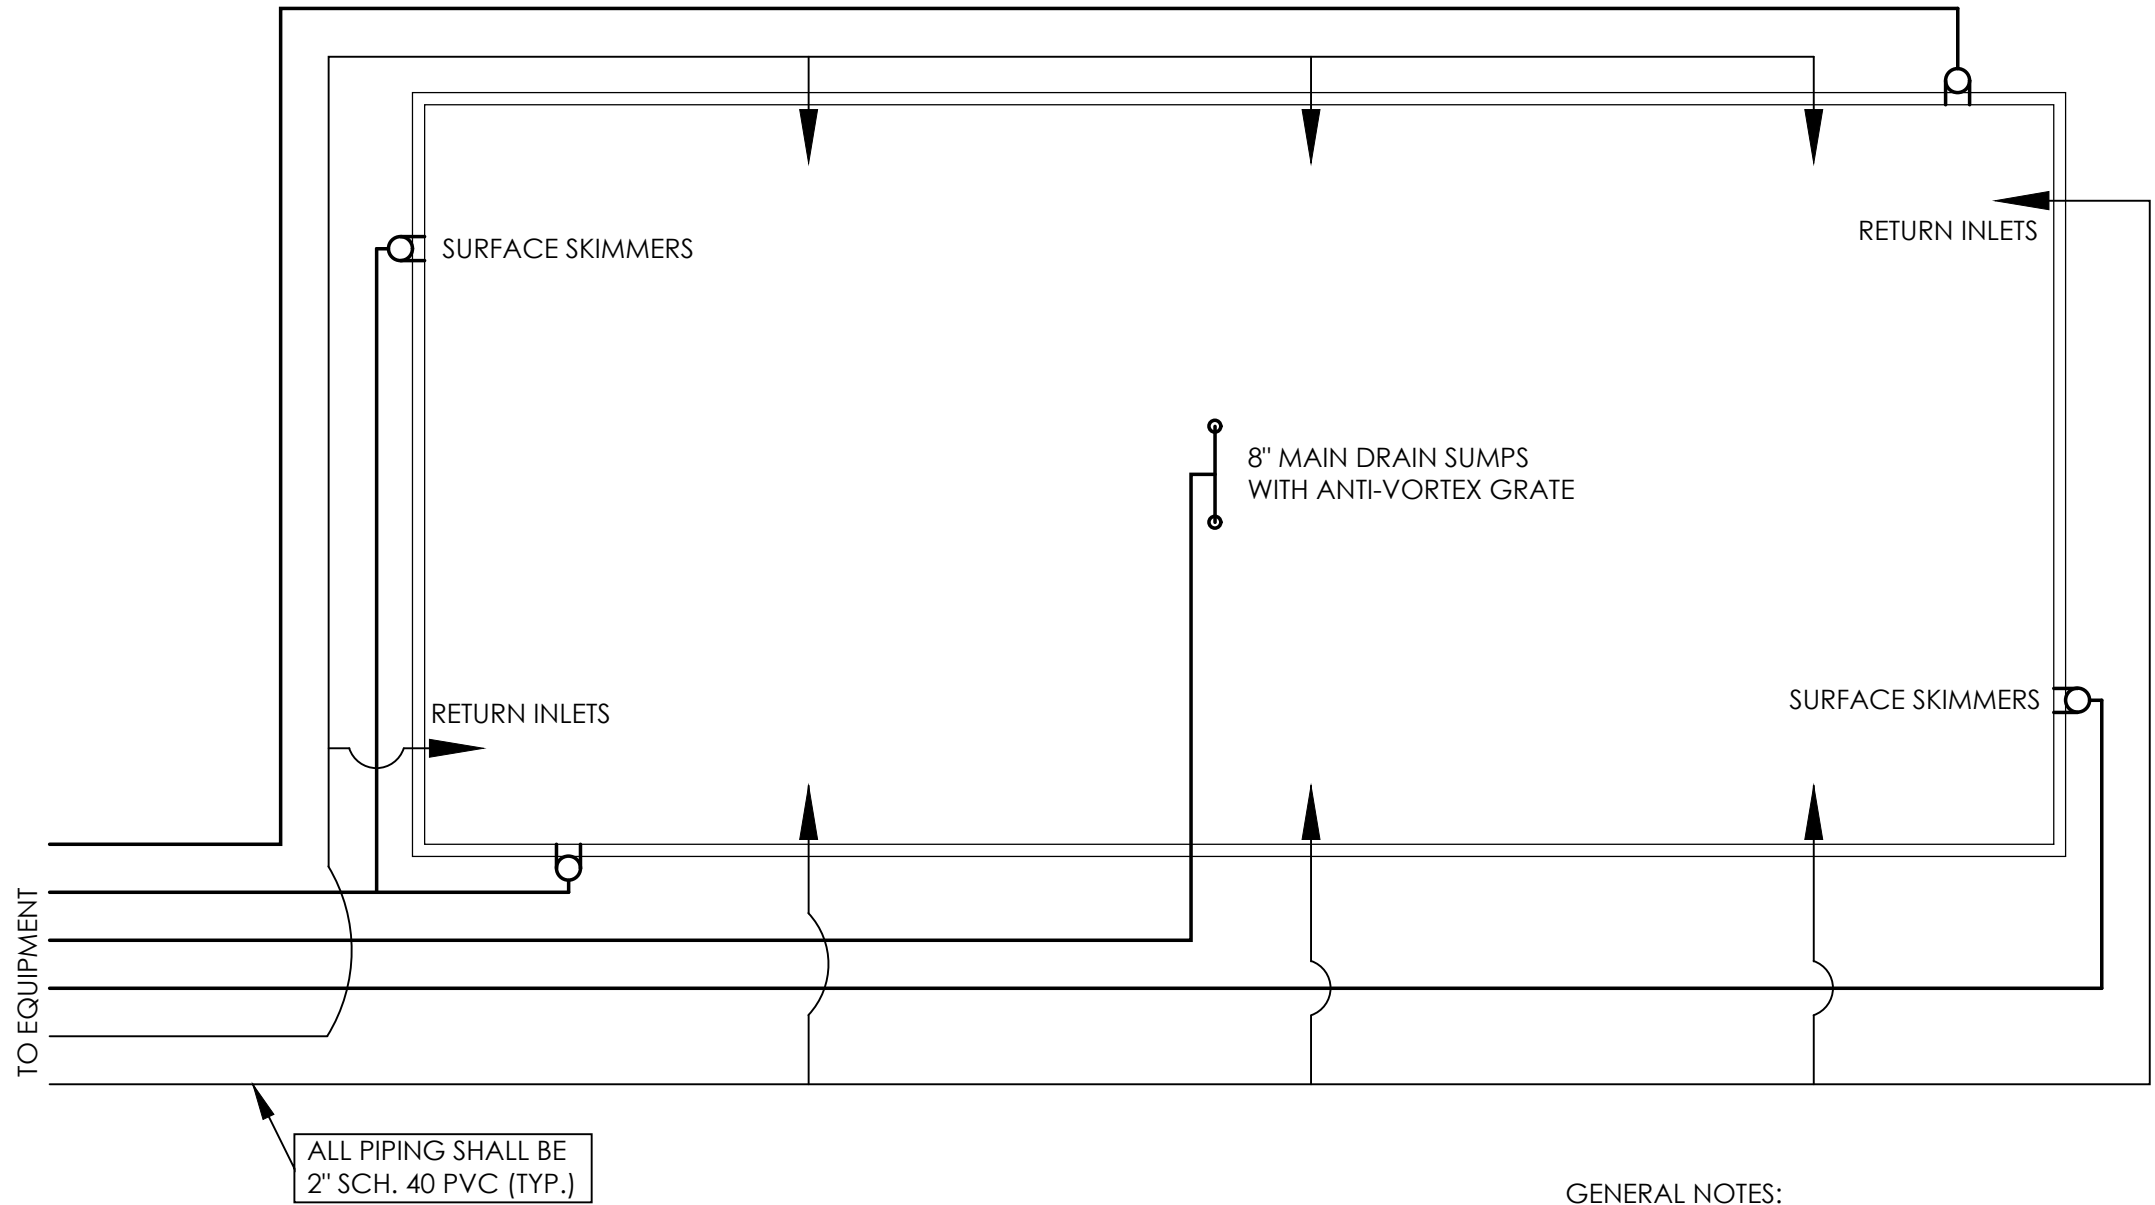 SURFACE SKIMMERS
RETURN INLETS
8" MAIN DRAIN SUMPS
WITH ANTI-VORTEX GRATE
RETURN INLETS
SURFACE SKIMMERS
TO EQUIPMENT
ALL PIPING SHALL BE
2" SCH. 40 PVC (TYP.)
GENERAL NOTES: